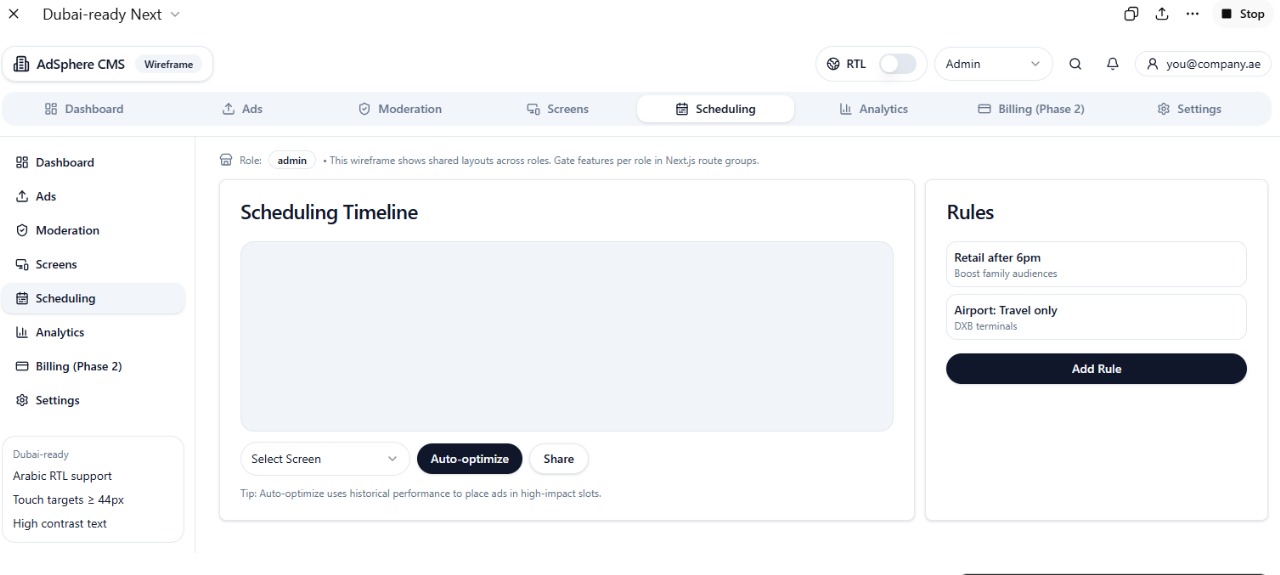 Dubai-ready Next
Stop
AdSphere CMS Wireframe
RTL
Admin
you@company.ae
Dashboard Ads Moderation Screens Scheduling Analytics Billing (Phase 2) Settings
Dashboard
Ads
Moderation
Screens
Scheduling
Analytics
Billing (Phase 2)
Settings
Dubai-ready
Arabic RTL support
Touch targets ≥ 44px
High contrast text
Role: admin • This wireframe shows shared layouts across roles. Gate features per role in Next.js route groups.
Scheduling Timeline
Select Screen Auto-optimize Share
Tip: Auto-optimize uses historical performance to place ads in high-impact slots.
Rules
Retail after 6pm
Boost family audiences
Airport: Travel only
DXB terminals
Add Rule